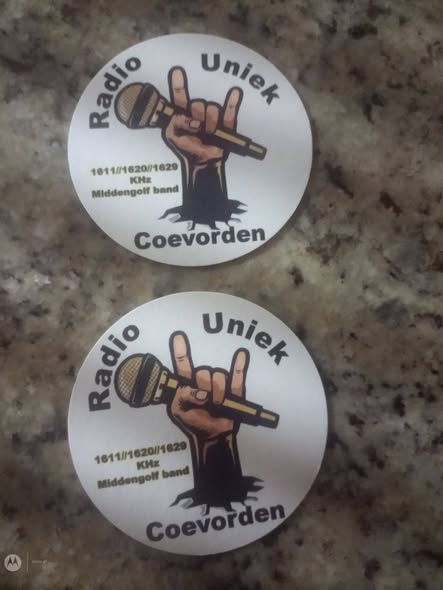 Radio Uniek
1611//1620//1629
KHz
Middengolf band
Coevorden
Radio Uniek
1611//1620//1629
KHz
Middengolf band
Coevorden